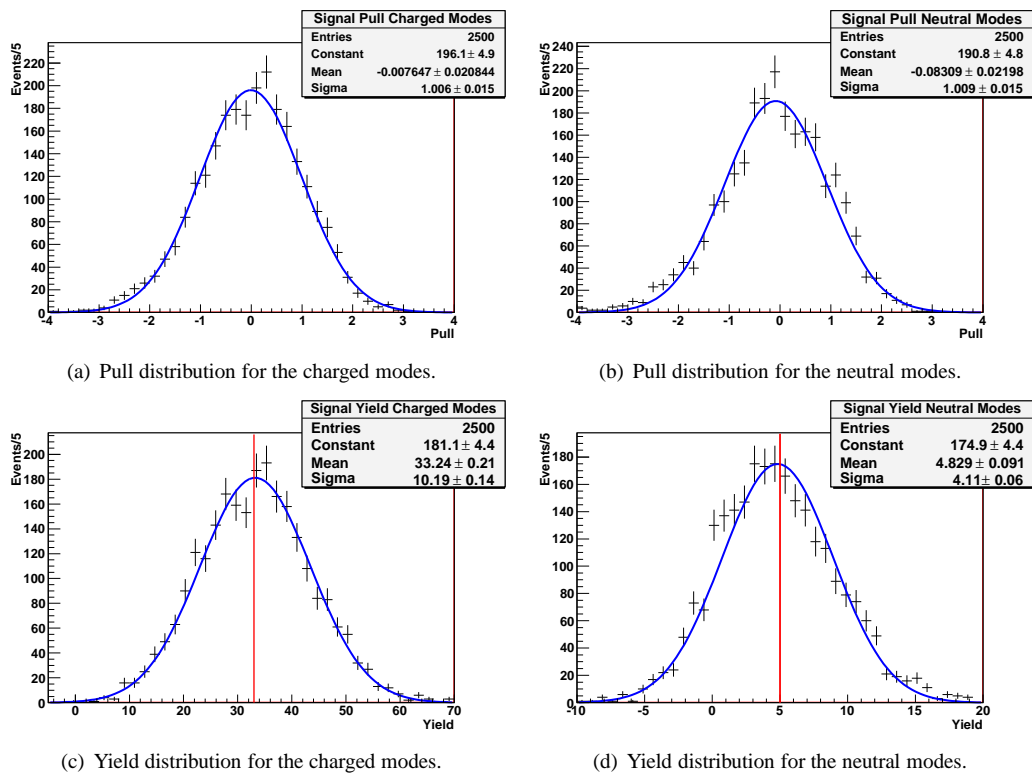 Signal Pull Charged Modes
Entries 2500
Constant 196.1 ± 4.9
Mean -0.007647 ± 0.020844
Sigma 1.006 ± 0.015
Events/5
220
200
180
160
140
120
100
80
60
40
20
0
-4 -3 -2 -1 0 1 2 3 4
Pull
(a) Pull distribution for the charged modes.
Signal Pull Neutral Modes
Entries 2500
Constant 190.8 ± 4.8
Mean -0.08309 ± 0.02198
Sigma 1.009 ± 0.015
Events/5
240
220
200
180
160
140
120
100
80
60
40
20
0
-4 -3 -2 -1 0 1 2 3 4
Pull
(b) Pull distribution for the neutral modes.
Signal Yield Charged Modes
Entries 2500
Constant 181.1 ± 4.4
Mean 33.24 ± 0.21
Sigma 10.19 ± 0.14
Events/5
200
180
160
140
120
100
80
60
40
20
0
0 10 20 30 40 50 60 70
Yield
(c) Yield distribution for the charged modes.
Signal Yield Neutral Modes
Entries 2500
Constant 174.9 ± 4.4
Mean 4.829 ± 0.091
Sigma 4.11 ± 0.06
Events/5
180
160
140
120
100
80
60
40
20
0
-10 -5 0 5 10 15 20
Yield
(d) Yield distribution for the neutral modes.